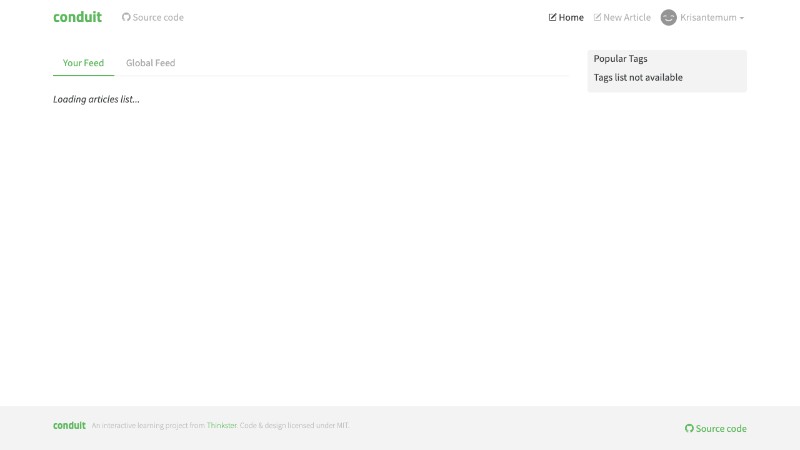 conduit Source code Home New Article Krisantemum
Your Feed Global Feed
Popular Tags
Tags list not available
Loading articles list...
conduit An interactive learning project from Thinkster. Code & design licensed under MIT.
Source code